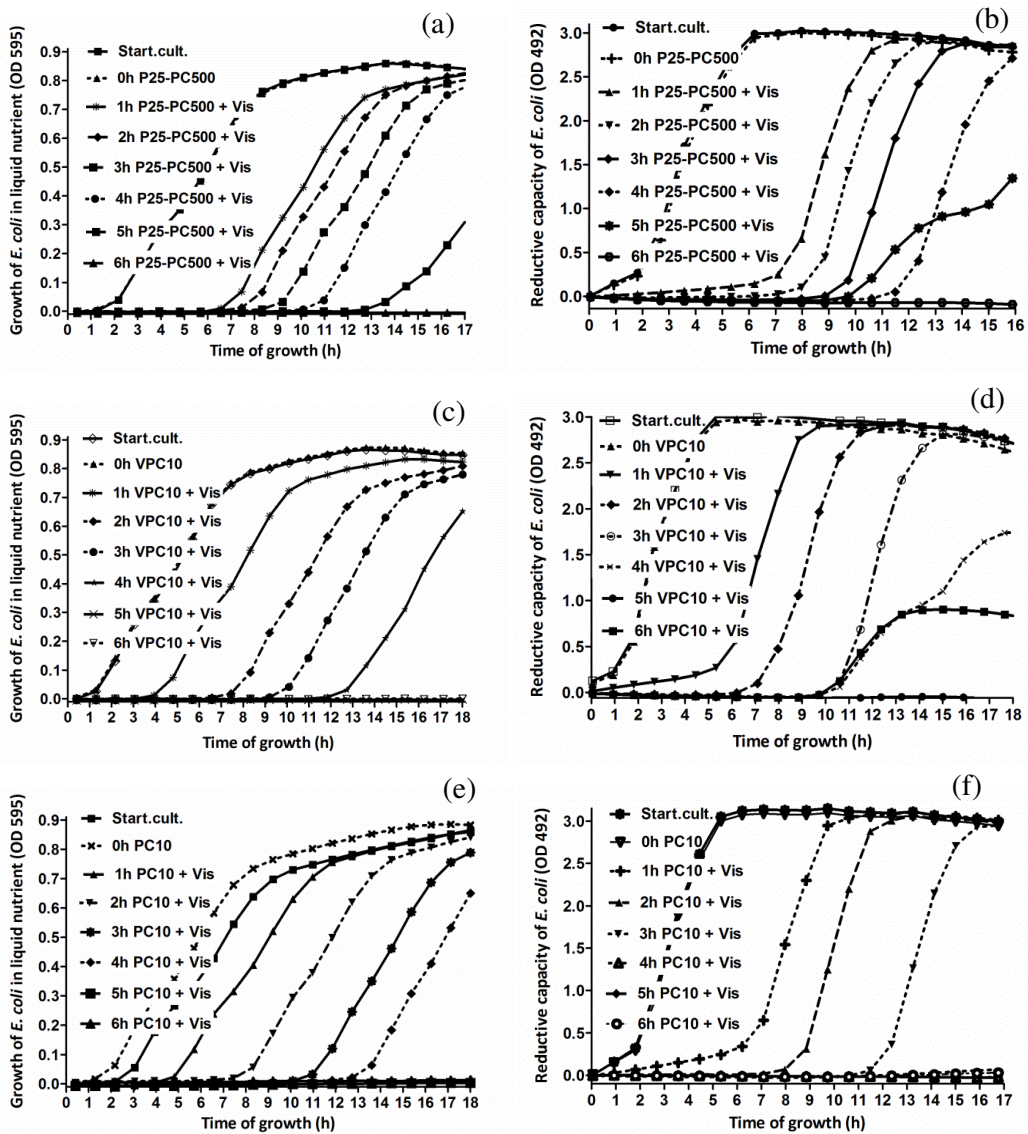 (a)
Growth of E. coli in liquid nutrient (OD 595)
0.9
0.8
0.7
0.6
0.5
0.4
0.3
0.2
0.1
0.0
Start.cult.
0h P25-PC500
1h P25-PC500 + Vis
2h P25-PC500 + Vis
3h P25-PC500 + Vis
4h P25-PC500 + Vis
5h P25-PC500 + Vis
6h P25-PC500 + Vis
0 1 2 3 4 5 6 7 8 9 10 11 12 13 14 15 16 17
Time of growth (h)
(b)
Reductive capacity of E. coli (OD 492)
3.0
2.5
2.0
1.5
1.0
0.5
0.0
Start.cult.
0h P25-PC500
1h P25-PC500 + Vis
2h P25-PC500 + Vis
3h P25-PC500 + Vis
4h P25-PC500 + Vis
5h P25-PC500 +Vis
6h P25-PC500 + Vis
0 1 2 3 4 5 6 7 8 9 10 11 12 13 14 15 16
Time of growth (h)
(c)
Growth of E. coli in liquid nutrient (OD 595)
0.9
0.8
0.7
0.6
0.5
0.4
0.3
0.2
0.1
0.0
Start.cult.
0h VPC10
1h VPC10 + Vis
2h VPC10 + Vis
3h VPC10 + Vis
4h VPC10 + Vis
5h VPC10 + Vis
6h VPC10 + Vis
0 1 2 3 4 5 6 7 8 9 10 11 12 13 14 15 16 17 18
Time of growth (h)
(d)
Reductive capacity of E. coli (OD 492)
3.0
2.5
2.0
1.5
1.0
0.5
0.0
Start.cult.
0h VPC10
1h VPC10 + Vis
2h VPC10 + Vis
3h VPC10 + Vis
4h VPC10 + Vis
5h VPC10 + Vis
6h VPC10 + Vis
0 1 2 3 4 5 6 7 8 9 10 11 12 13 14 15 16 17 18
Time of growth (h)
(e)
Growth of E. coli in liquid nutrient (OD 595)
0.9
0.8
0.7
0.6
0.5
0.4
0.3
0.2
0.1
0.0
Start.cult.
0h PC10
1h PC10 + Vis
2h PC10 + Vis
3h PC10 + Vis
4h PC10 + Vis
5h PC10 + Vis
6h PC10 + Vis
0 1 2 3 4 5 6 7 8 9 10 11 12 13 14 15 16 17 18
Time of growth (h)
(f)
Reductive capacity of E. coli (OD 492)
3.0
2.5
2.0
1.5
1.0
0.5
0.0
Start.cult.
0h PC10
1h PC10 + Vis
2h PC10 + Vis
3h PC10 + Vis
4h PC10 + Vis
5h PC10 + Vis
6h PC10 + Vis
0 1 2 3 4 5 6 7 8 9 10 11 12 13 14 15 16 17
Time of growth (h)